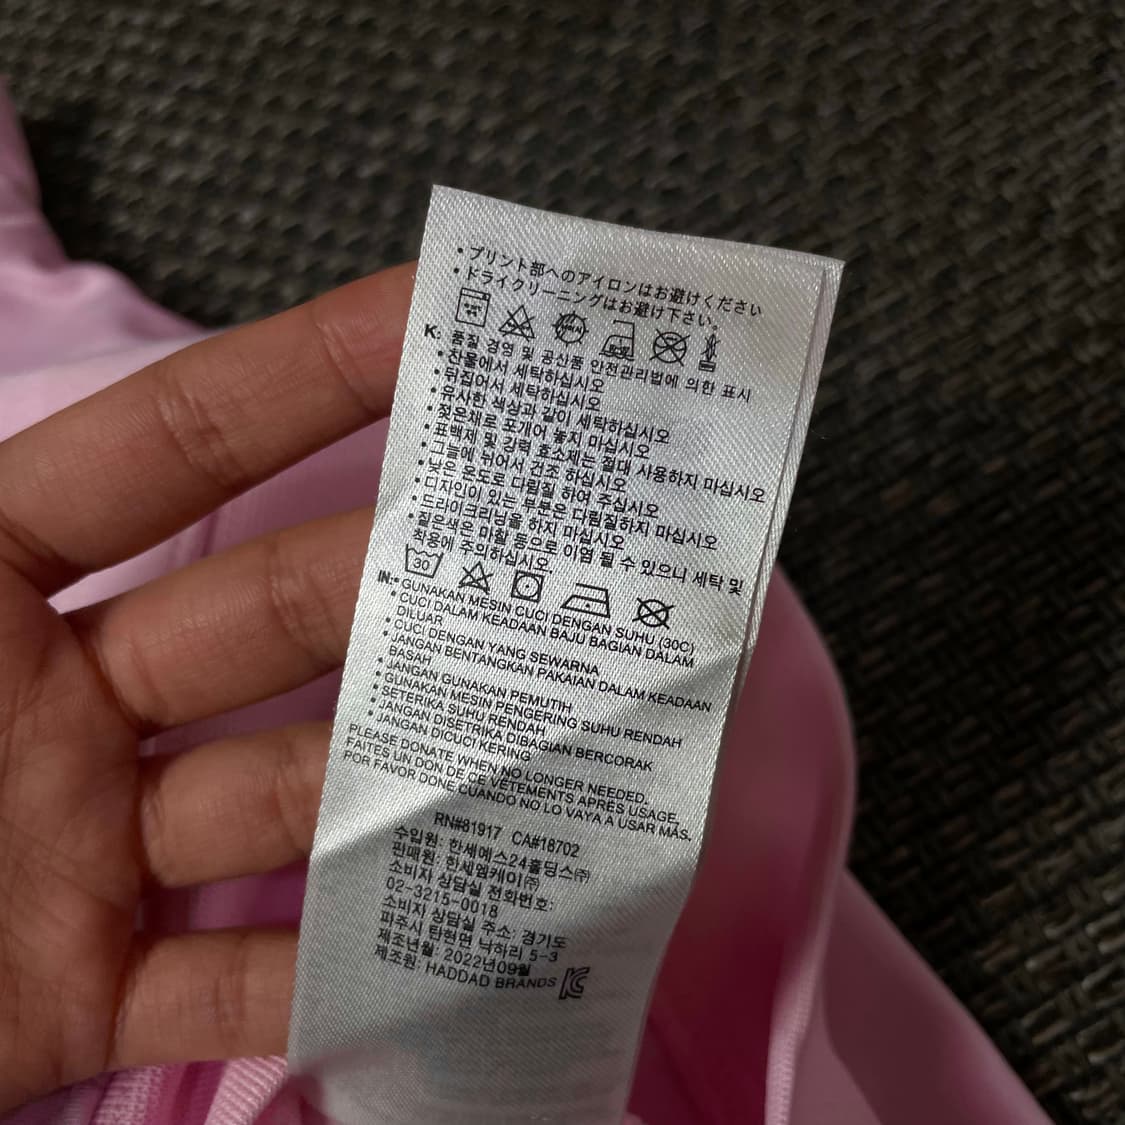 ・プリント部へのアイロンはお避けください
・ドライクリーニングはお避け下さい。
K: 품질 경영 및 공산품 안전관리법에 의한 표시
•찬물에서 세탁하십시오
•뒤집어서 세탁하십시오
•유사한 색상과 같이 세탁하십시오
•젖은채로 포개어 놓지 마십시오
•표백제 및 강력 효소제는 절대 사용하지 마십시오
•그늘에 뉘어서 건조 하십시오
•낮은 온도로 다림질 하여 주십시오
•디자인이 있는 부분은 다림질하지 마십시오
•드라이크리닝을 하지 마십시오
•짙은색은 마찰 등으로 이염 될 수 있으니 세탁 및
착용에 주의하십시오.
30
IN:• GUNAKAN MESIN CUCI DENGAN SUHU (30C)
• CUCI DALAM KEADAAN BAJU BAGIAN DALAM
DILUAR
• CUCI DENGAN YANG SEWARNA
• JANGAN BENTANGKAN PAKAIAN DALAM KEADAAN
BASAH
• JANGAN GUNAKAN PEMUTIH
• GUNAKAN MESIN PENGERING SUHU RENDAH
• SETERIKA SUHU RENDAH
• JANGAN DISETRIKA DIBAGIAN BERCORAK
• JANGAN DICUCI KERING
PLEASE DONATE WHEN NO LONGER NEEDED.
FAITES UN DON DE CE VÊTEMENTS APRÈS USAGE.
FOR FAVOR DONE CUANDO NO LO VAYA A USAR MÁS.
RN#81917 CA#18702
수입원: 한세예스24홀딩스㈜
판매원: 한세엠케이㈜
소비자 상담실 전화번호:
02-3215-0018
소비자 상담실 주소: 경기도
파주시 탄현면 낙하리 5-3
제조년월: 2022년09월
제조원: HADDAD BRANDS